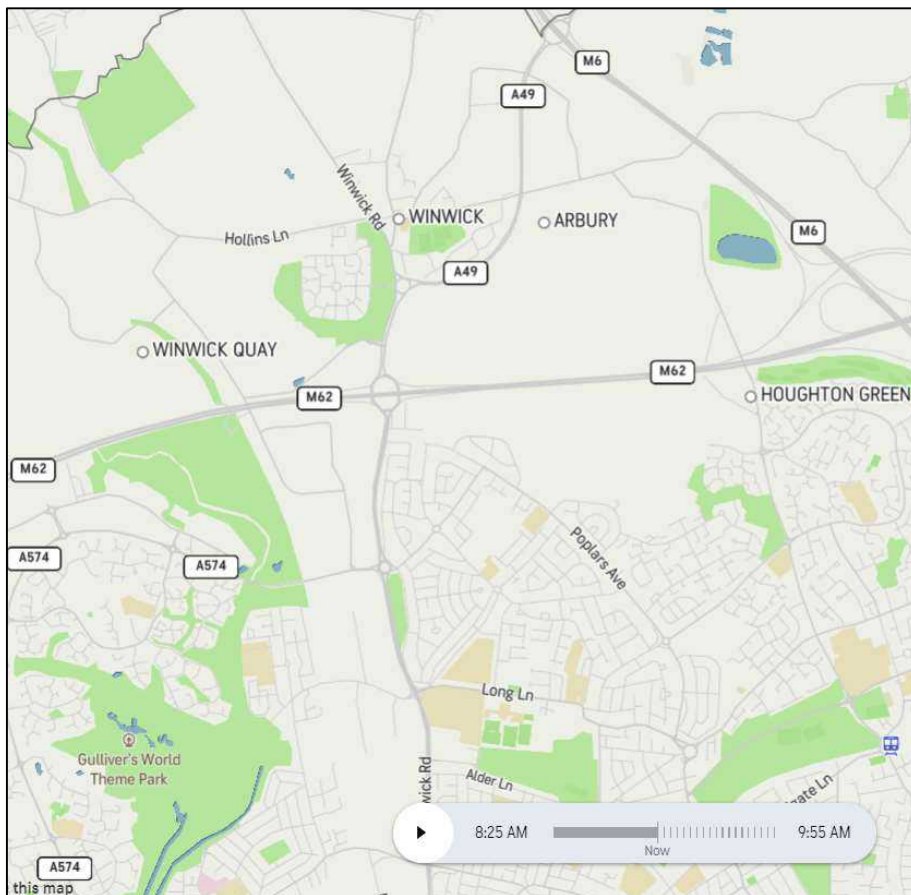 M6
A49
Winwick Rd
WINWICK
ARBURY
M6
Hollins Ln
A49
WINWICK QUAY
M62
M62
HOUGHTON GREEN
M62
A574
A574
Poplars Ave
Long Ln
Gulliver's World
Theme Park
Alder Ln
wick Rd
gate Ln
8:25 AM
9:55 AM
Now
A574
this map